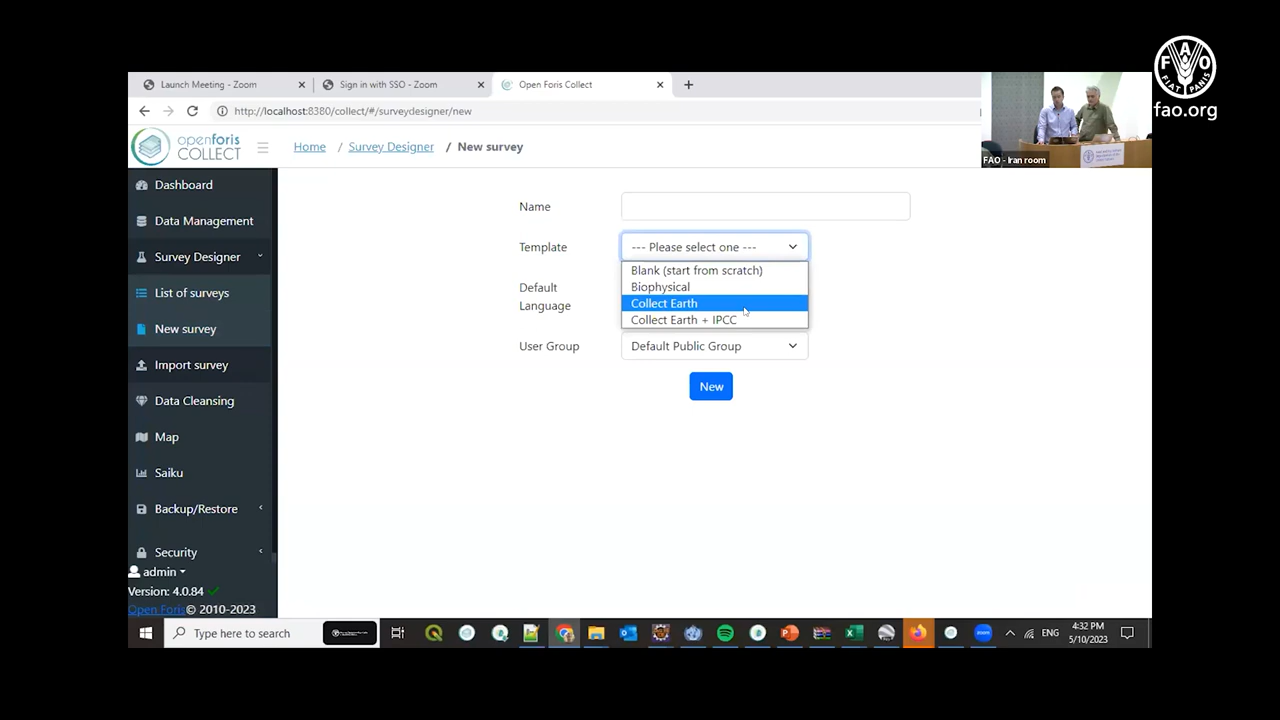 Launch Meeting - Zoom
Sign in with SSO - Zoom
Open Foris Collect
http://localhost:8380/collect/#/surveydesigner/new
FAO
FIAT PANIS
fao.org
openforis
COLLECT
Home / Survey Designer / New survey
FAO - Iran room
Dashboard
Data Management
Survey Designer
List of surveys
New survey
Import survey
Data Cleansing
Map
Saiku
Backup/Restore
Security
admin
Version: 4.0.84
Open Foris© 2010-2023
Name
Template
--- Please select one ---
Blank (start from scratch)
Biophysical
Collect Earth
Collect Earth + IPCC
Default
Language
User Group
Default Public Group
New
Type here to search
ENG
4:32 PM
5/10/2023